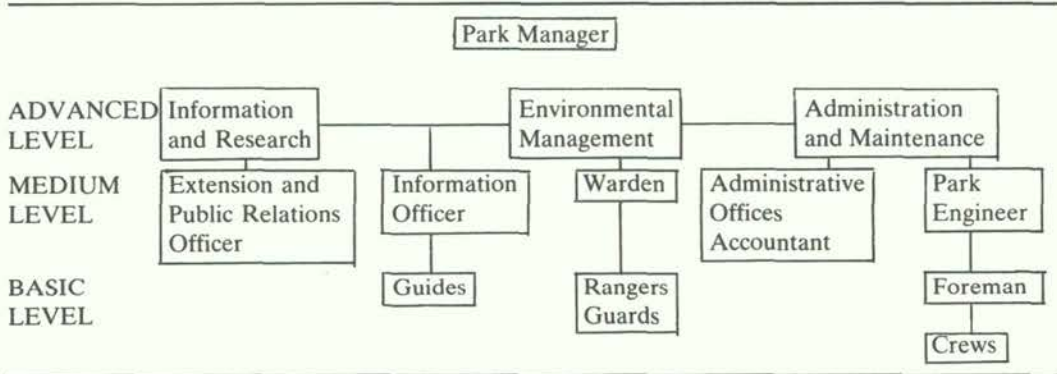 Park Manager
ADVANCED
LEVEL
Information
and Research
Environmental
Management
Administration
and Maintenance
MEDIUM
LEVEL
Extension and
Public Relations
Officer
Information
Officer
Warden
Administrative
Offices
Accountant
Park
Engineer
BASIC
LEVEL
Guides
Rangers
Guards
Foreman
Crews